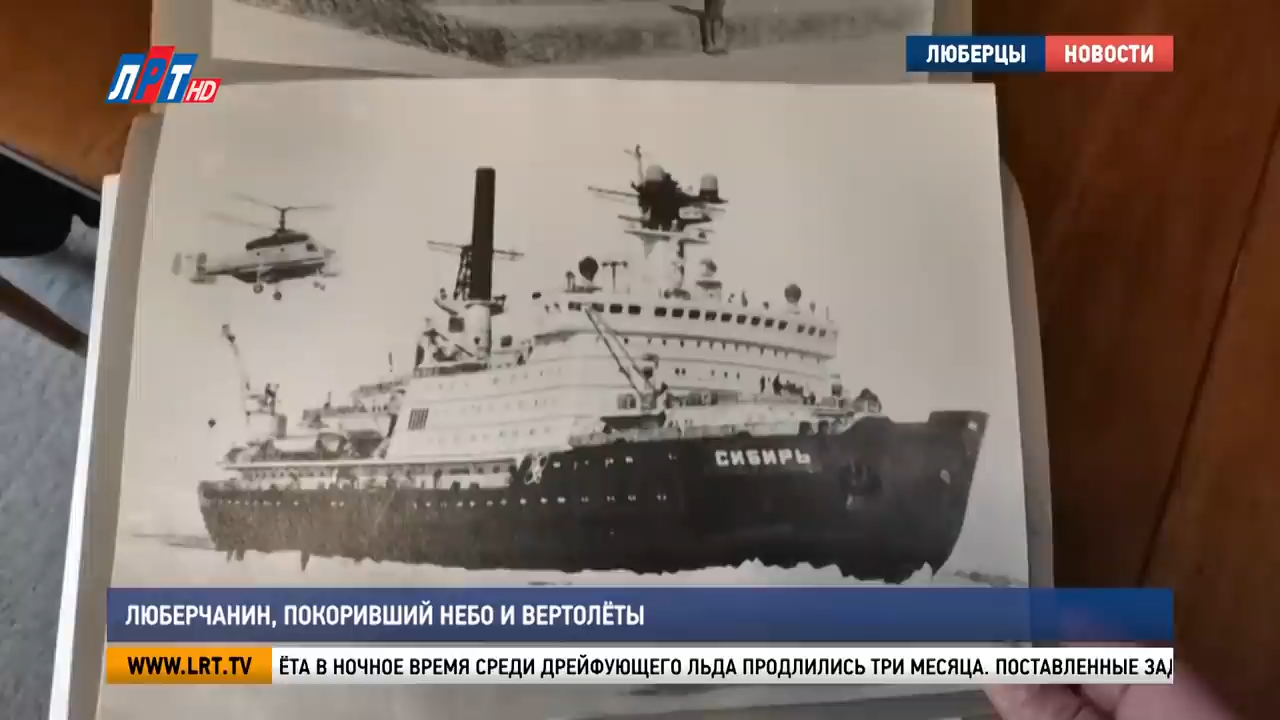 ЛРТ HD
ЛЮБЕРЦЫ НОВОСТИ
СИБИРЬ
ЛЮБЕРЧАНИН, ПОКОРИВШИЙ НЕБО И ВЕРТОЛЁТЫ
WWW.LRT.TV ЁТА В НОЧНОЕ ВРЕМЯ СРЕДИ ДРЕЙФУЮЩЕГО ЛЬДА ПРОДЛИЛИСЬ ТРИ МЕСЯЦА. ПОСТАВЛЕННЫЕ ЗАД